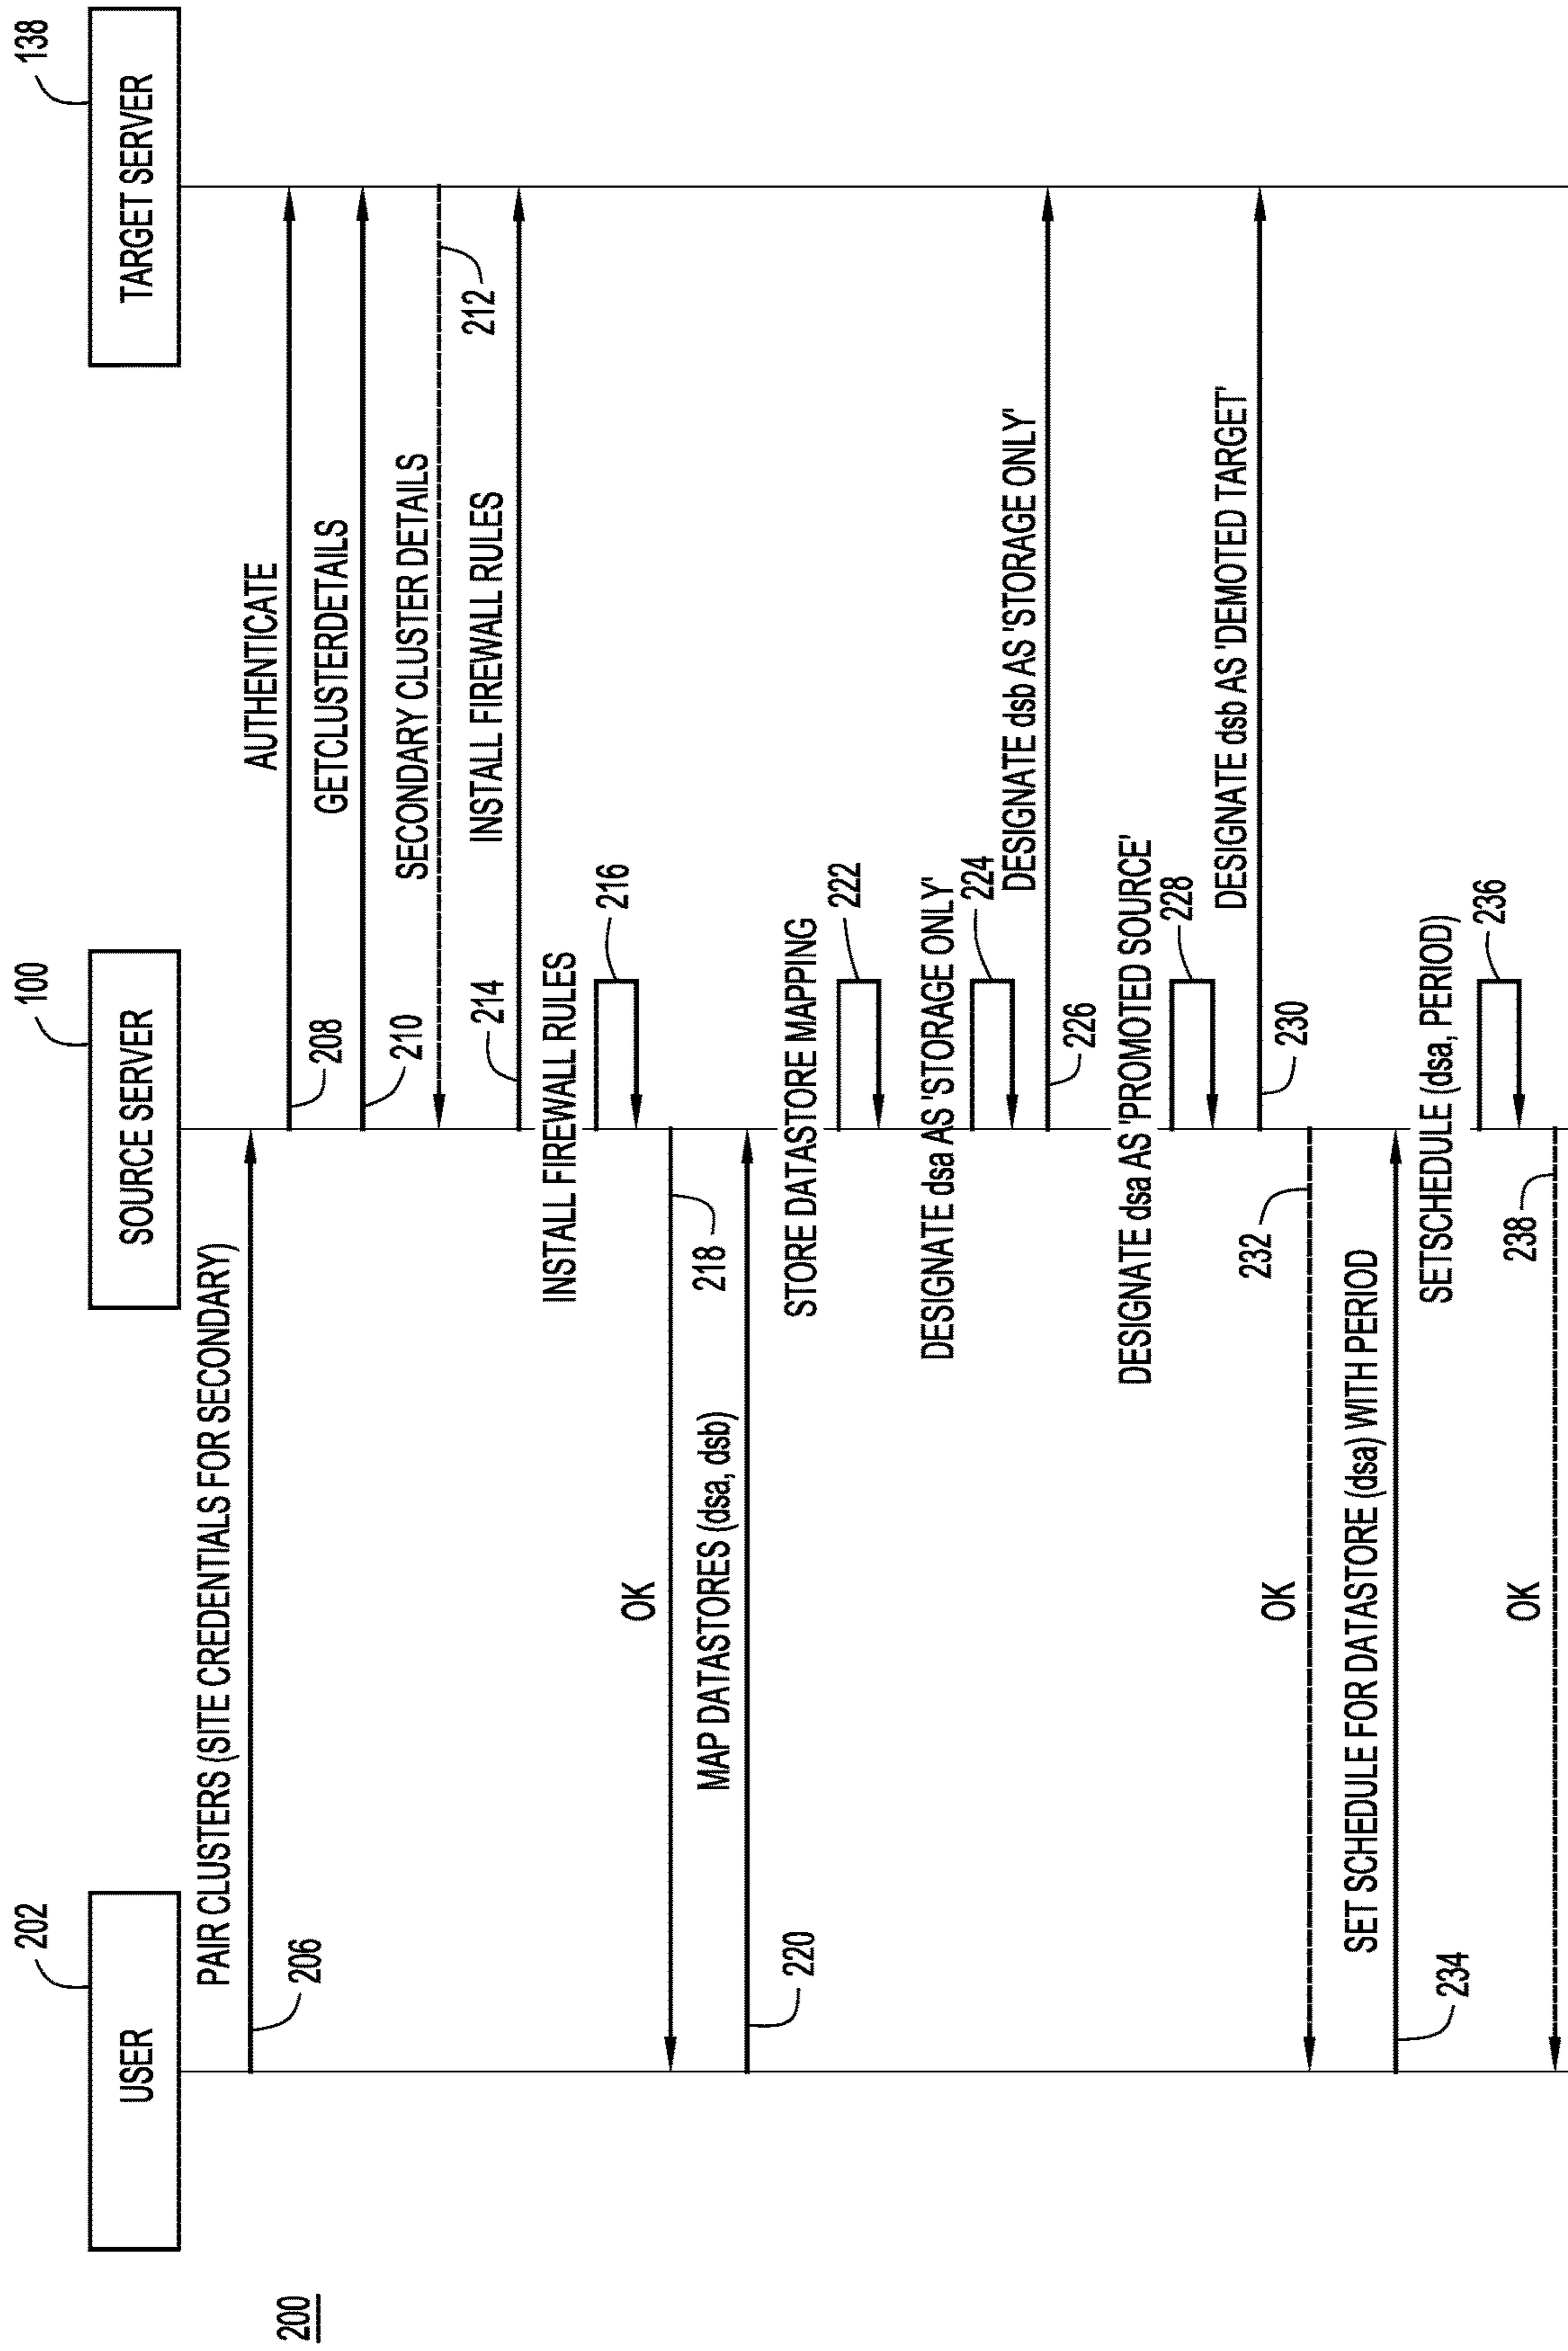 200
USER
202
SOURCE SERVER
100
TARGET SERVER
138
PAIR CLUSTERS (SITE CREDENTIALS FOR SECONDARY)
206
AUTHENTICATE
208
GETCLUSTERDETAILS
210
SECONDARY CLUSTER DETAILS
212
INSTALL FIREWALL RULES
214
INSTALL FIREWALL RULES
216
OK
218
MAP DATASTORES (dsa, dsb)
220
STORE DATASTORE MAPPING
222
DESIGNATE dsa AS 'STORAGE ONLY'
224
DESIGNATE dsb AS 'STORAGE ONLY'
226
DESIGNATE dsa AS 'PROMOTED SOURCE'
228
DESIGNATE dsb AS 'DEMOTED TARGET'
230
OK
232
SET SCHEDULE FOR DATASTORE (dsa) WITH PERIOD
234
SETSCHEDULE (dsa, PERIOD)
236
OK
238